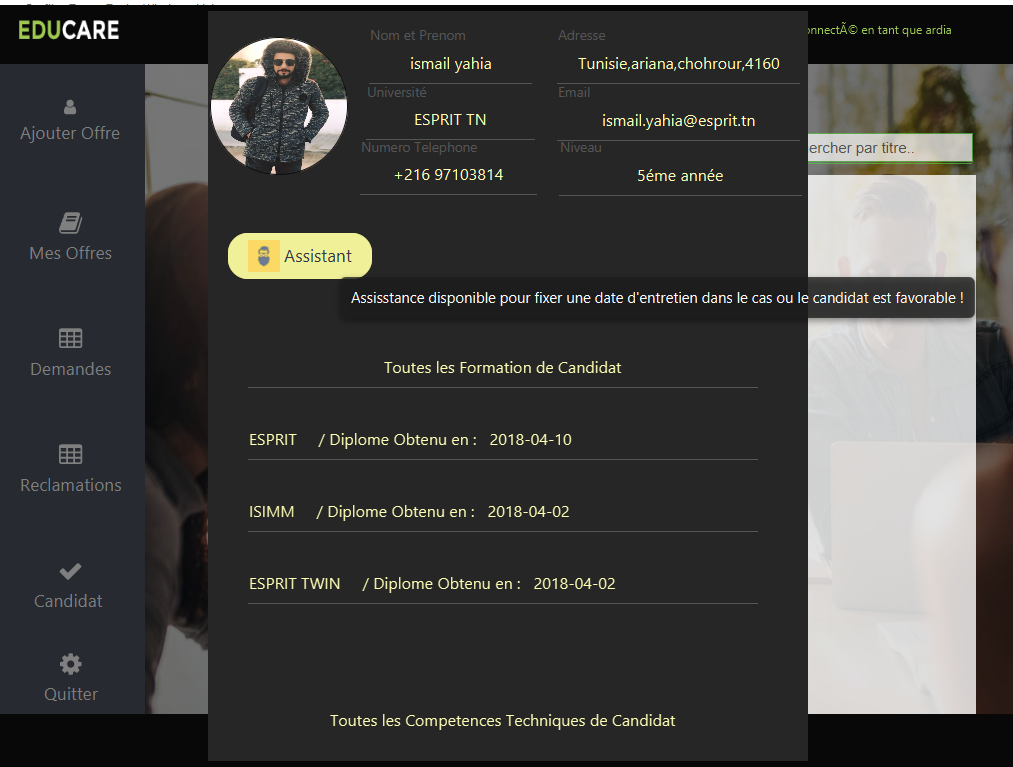 EDUCARE
onnectÃ© en tant que ardia
Ajouter Offre
Mes Offres
Demandes
Reclamations
Candidat
Quitter
ercher par titre..
Nom et Prenom
ismail yahia
Adresse
Tunisie,ariana,chohrour,4160
Université
ESPRIT TN
Email
ismail.yahia@esprit.tn
Numero Telephone
+216 97103814
Niveau
5éme année
Assistant
Assisstance disponible pour fixer une date d'entretien dans le cas ou le candidat est favorable !
Toutes les Formation de Candidat
ESPRIT / Diplome Obtenu en : 2018-04-10
ISIMM / Diplome Obtenu en : 2018-04-02
ESPRIT TWIN / Diplome Obtenu en : 2018-04-02
Toutes les Competences Techniques de Candidat